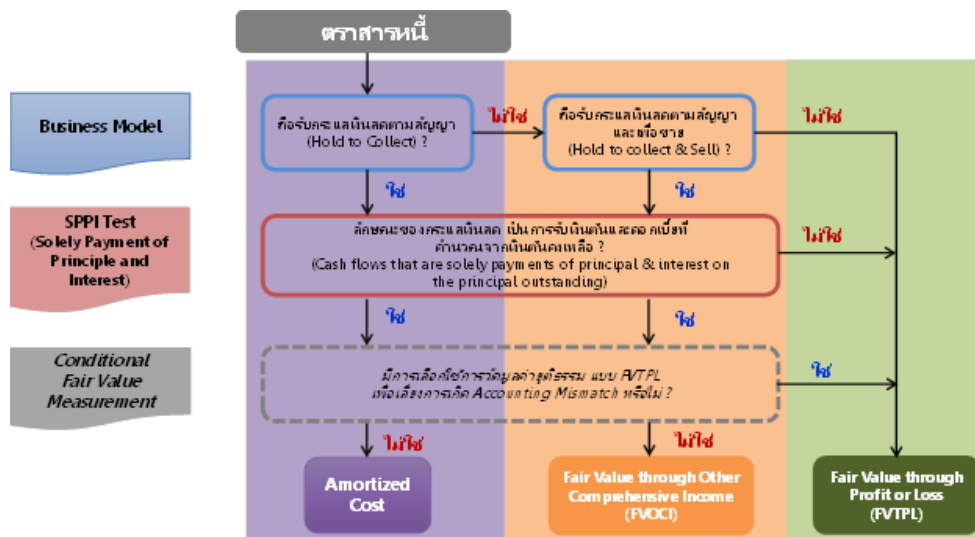 ตราสารหนี้
Business Model
ถือรับกระแสเงินสดตามสัญญา
(Hold to Collect) ?
ไม่ใช่
ถือรับกระแสเงินสดตามสัญญา
และเพื่อขาย
(Hold to collect & Sell) ?
ไม่ใช่
ใช่
ใช่
SPPI Test
(Solely Payment of
Principle and
Interest)
ลักษณะของกระแสเงินสด เป็นการรับเงินต้นและดอกเบี้ยที่
คำนวณจากเงินต้นคงเหลือ ?
(Cash flows that are solely payments of principal & interest on
the principal outstanding)
ไม่ใช่
ใช่
ใช่
Conditional
Fair Value
Measurement
มีการเลือกใช้การวัดมูลค่ายุติธรรม แบบ FVTPL
เพื่อเลี่ยงการเกิด Accounting Mismatch หรือไม่ ?
ใช่
ไม่ใช่
ไม่ใช่
Amortized
Cost
Fair Value through Other
Comprehensive Income
(FVOCI)
Fair Value through
Profit or Loss
(FVTPL)